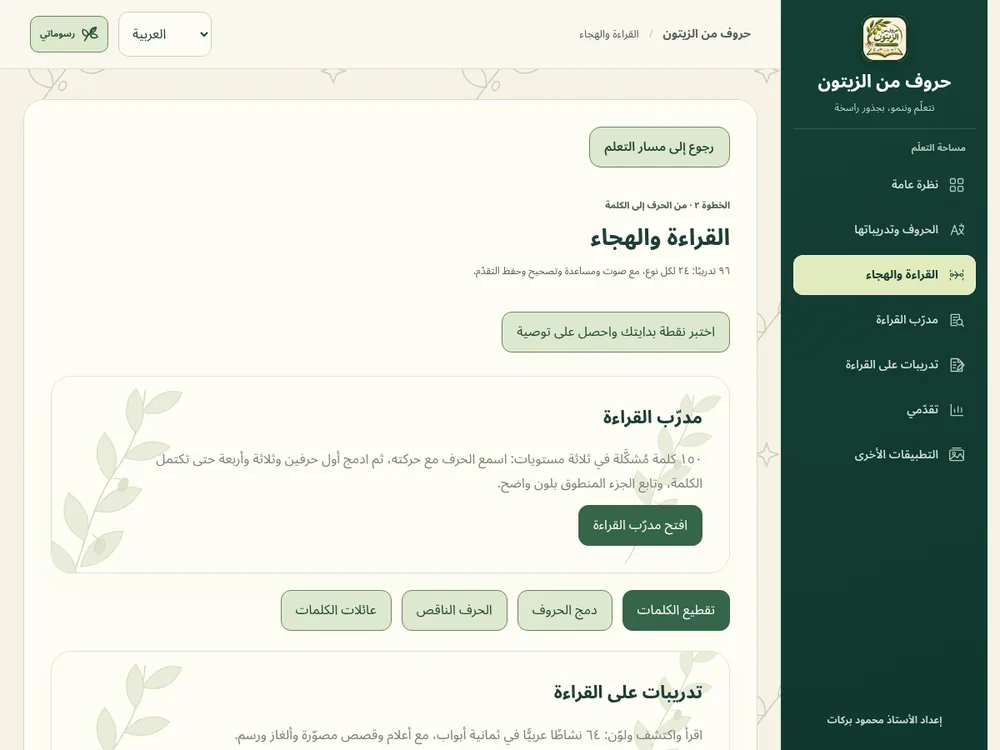 حروف من الزيتون
نتعلّم وننمو، بجذور راسخة
مساحة التعلّم
نظرة عامة
الحروف وتدريباتها
القراءة والهجاء
مدرّب القراءة
تدريبات على القراءة
تقدّمي
التطبيقات الأخرى
إعداد الأستاذ محمود بركات
حروف من الزيتون / القراءة والهجاء
العربية
رسوماتي
رجوع إلى مسار التعلم
الخطوة ٢ · من الحرف إلى الكلمة
القراءة والهجاء
٩٦ تدريبًا: ٢٤ لكل نوع، مع صوت ومساعدة وتصحيح وحفظ التقدّم.
اختبر نقطة بدايتك واحصل على توصية
مدرّب القراءة
١٥٠ كلمة مُشكَّلة في ثلاثة مستويات: اسمع الحرف مع حركته، ثم ادمج أول حرفين وثلاثة وأربعة حتى تكتمل
الكلمة، وتابع الجزء المنطوق بلون واضح.
افتح مدرّب القراءة
تقطيع الكلمات
دمج الحروف
الحرف الناقص
عائلات الكلمات
تدريبات على القراءة
اقرأ واكتشف ولوّن: ٦٤ نشاطًا عربيًّا في ثمانية أبواب، مع أعلام وقصص مصوّرة وألغاز ورسم.